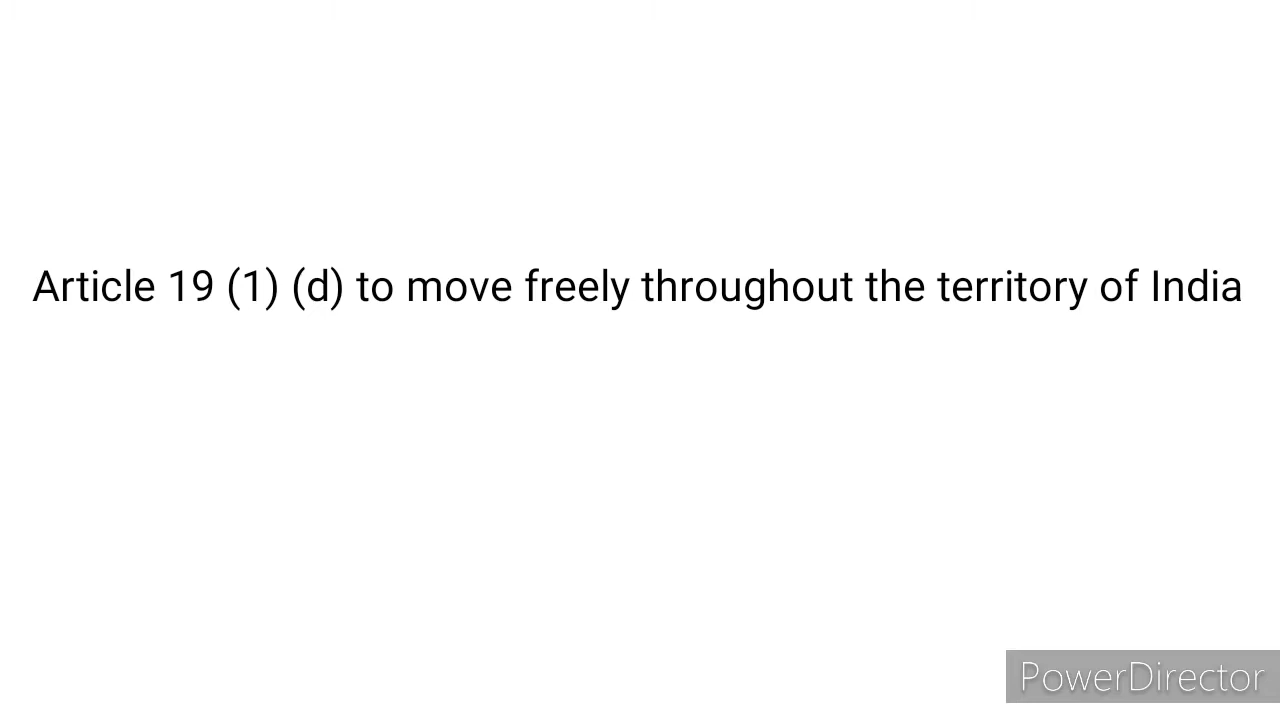 Article 19 (1) (d) to move freely throughout the territory of India
PowerDirector